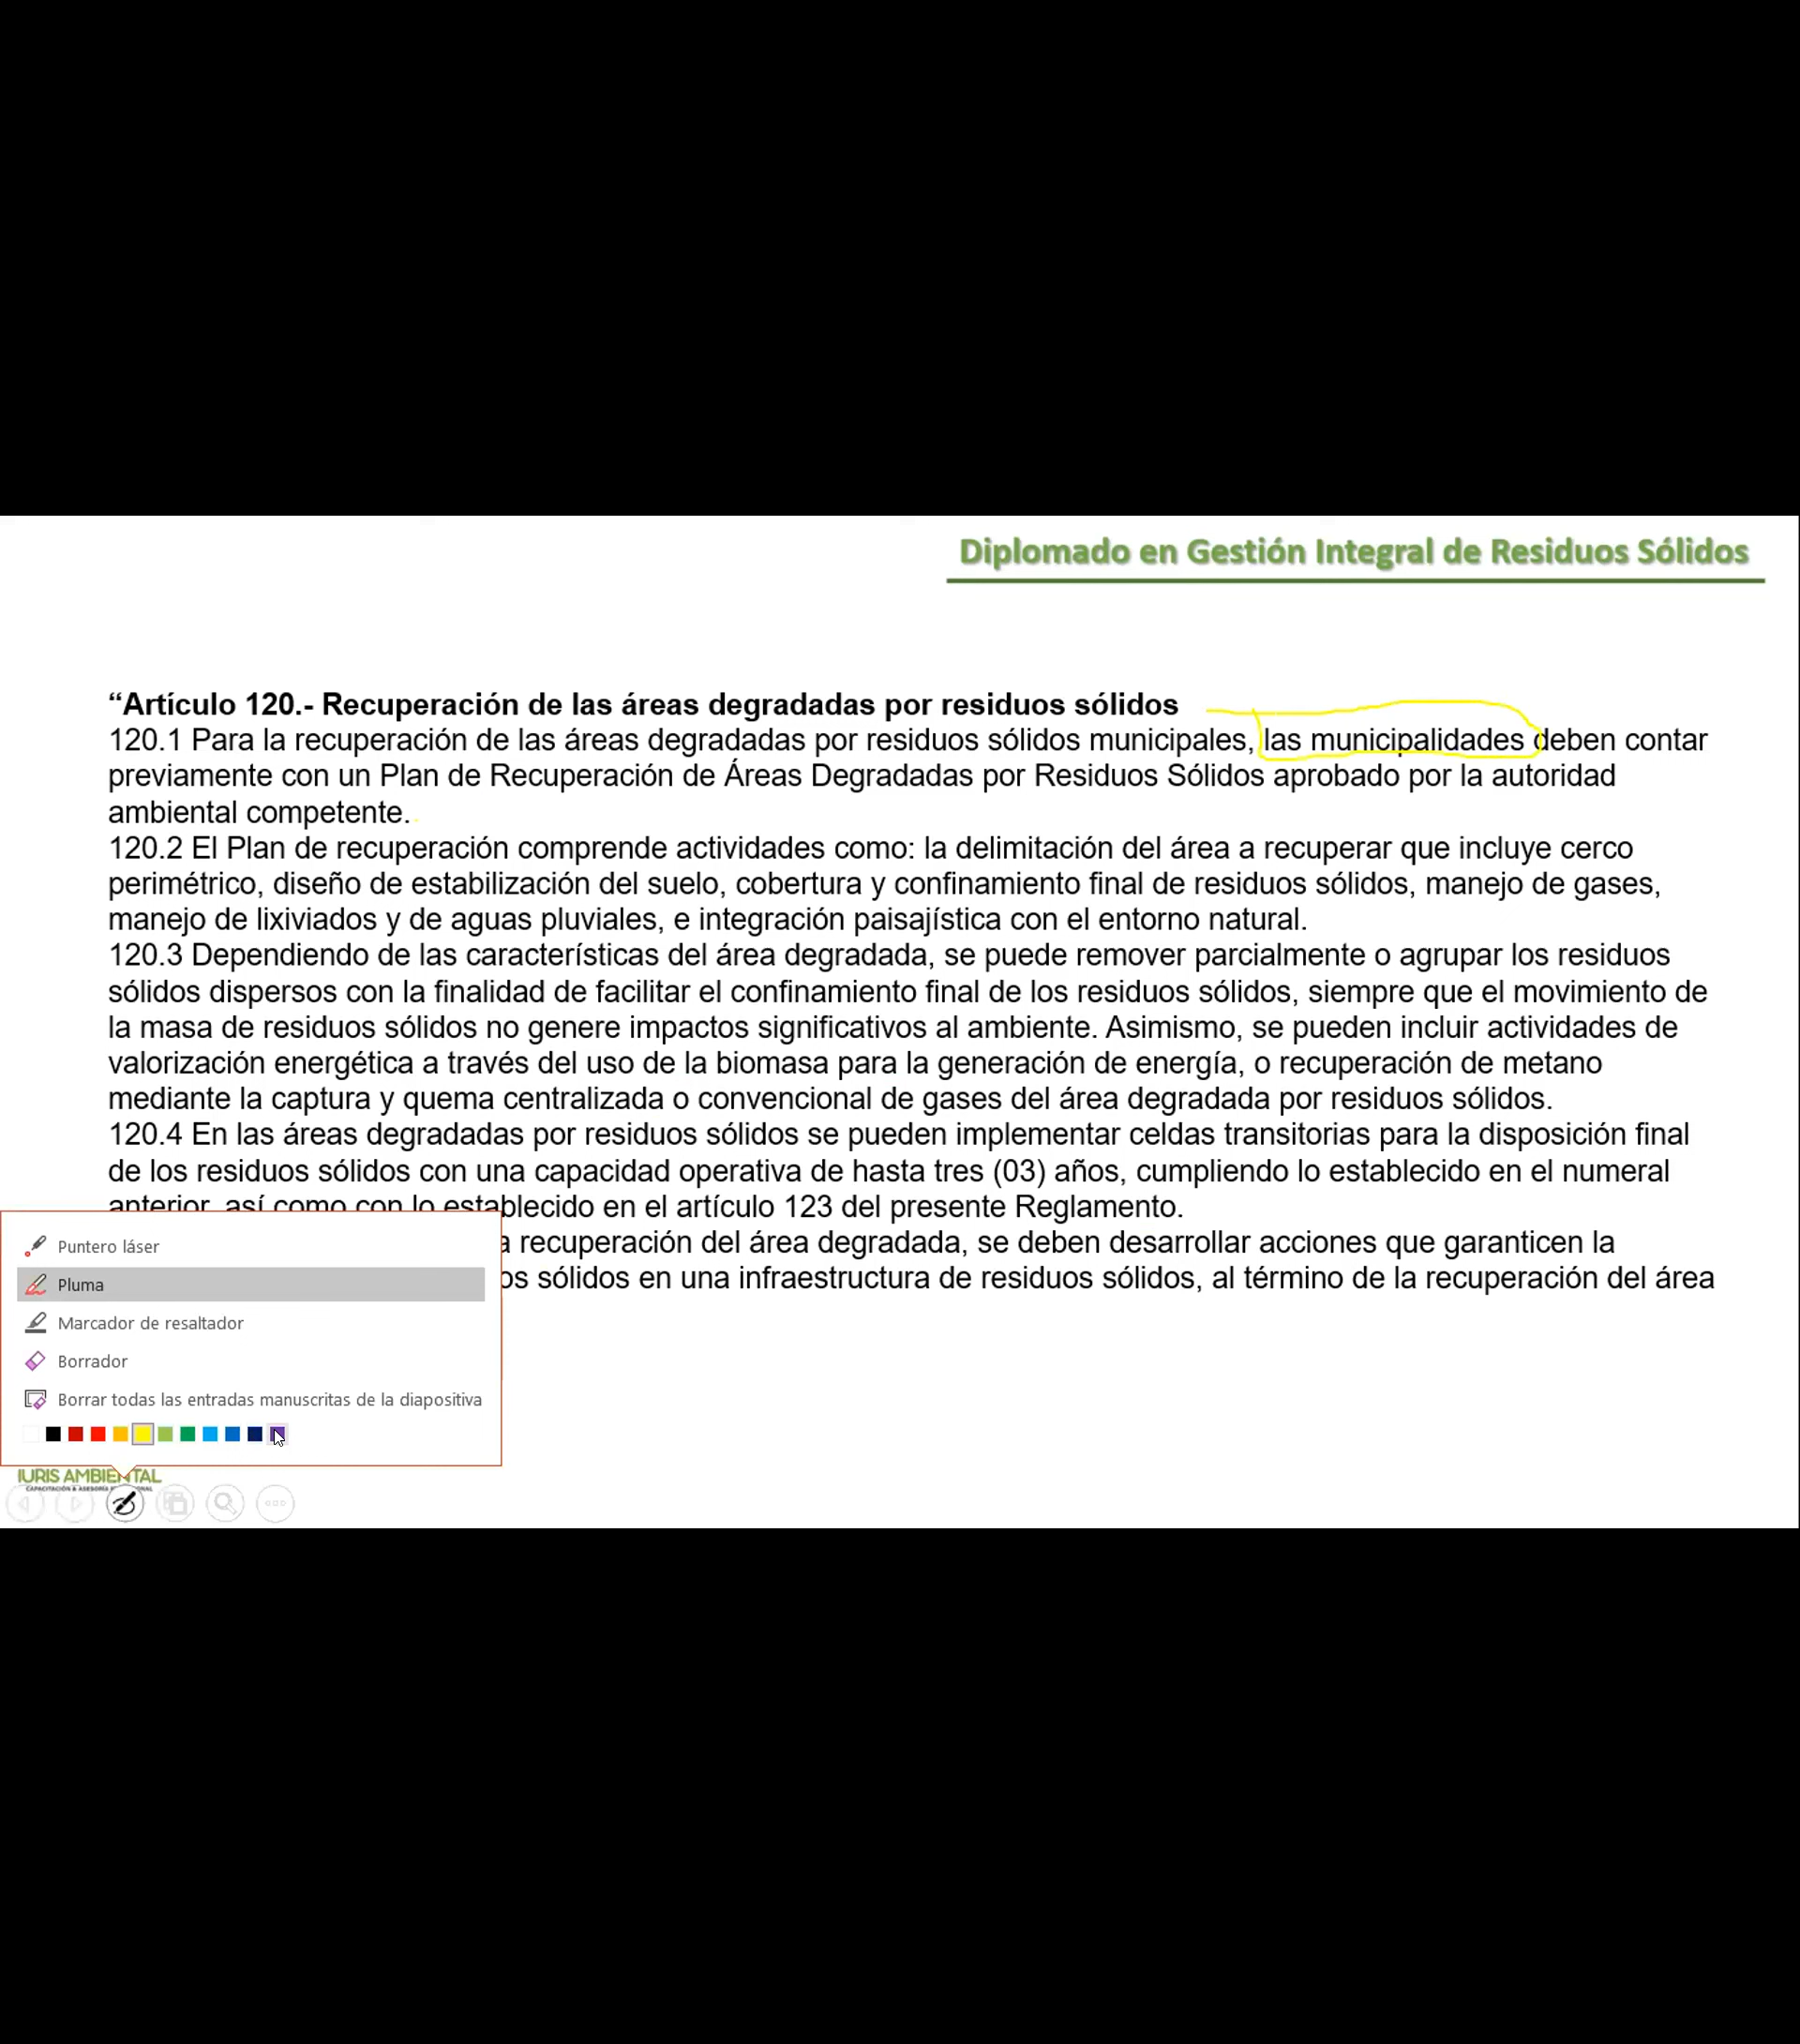 Diplomado en Gestión Integral de Residuos Sólidos
“Artículo 120.- Recuperación de las áreas degradadas por residuos sólidos
120.1 Para la recuperación de las áreas degradadas por residuos sólidos municipales, las municipalidades deben contar
previamente con un Plan de Recuperación de Áreas Degradadas por Residuos Sólidos aprobado por la autoridad
ambiental competente.
120.2 El Plan de recuperación comprende actividades como: la delimitación del área a recuperar que incluye cerco
perimétrico, diseño de estabilización del suelo, cobertura y confinamiento final de residuos sólidos, manejo de gases,
manejo de lixiviados y de aguas pluviales, e integración paisajística con el entorno natural.
120.3 Dependiendo de las características del área degradada, se puede remover parcialmente o agrupar los residuos
sólidos dispersos con la finalidad de facilitar el confinamiento final de los residuos sólidos, siempre que el movimiento de
la masa de residuos sólidos no genere impactos significativos al ambiente. Asimismo, se pueden incluir actividades de
valorización energética a través del uso de la biomasa para la generación de energía, o recuperación de metano
mediante la captura y quema centralizada o convencional de gases del área degradada por residuos sólidos.
120.4 En las áreas degradadas por residuos sólidos se pueden implementar celdas transitorias para la disposición final
de los residuos sólidos con una capacidad operativa de hasta tres (03) años, cumpliendo lo establecido en el numeral
anterior, así como con lo establecido en el artículo 123 del presente Reglamento.
a recuperación del área degradada, se deben desarrollar acciones que garanticen la
os sólidos en una infraestructura de residuos sólidos, al término de la recuperación del área
Puntero láser
Pluma
Marcador de resaltador
Borrador
Borrar todas las entradas manuscritas de la diapositiva
IURIS AMBIENTAL